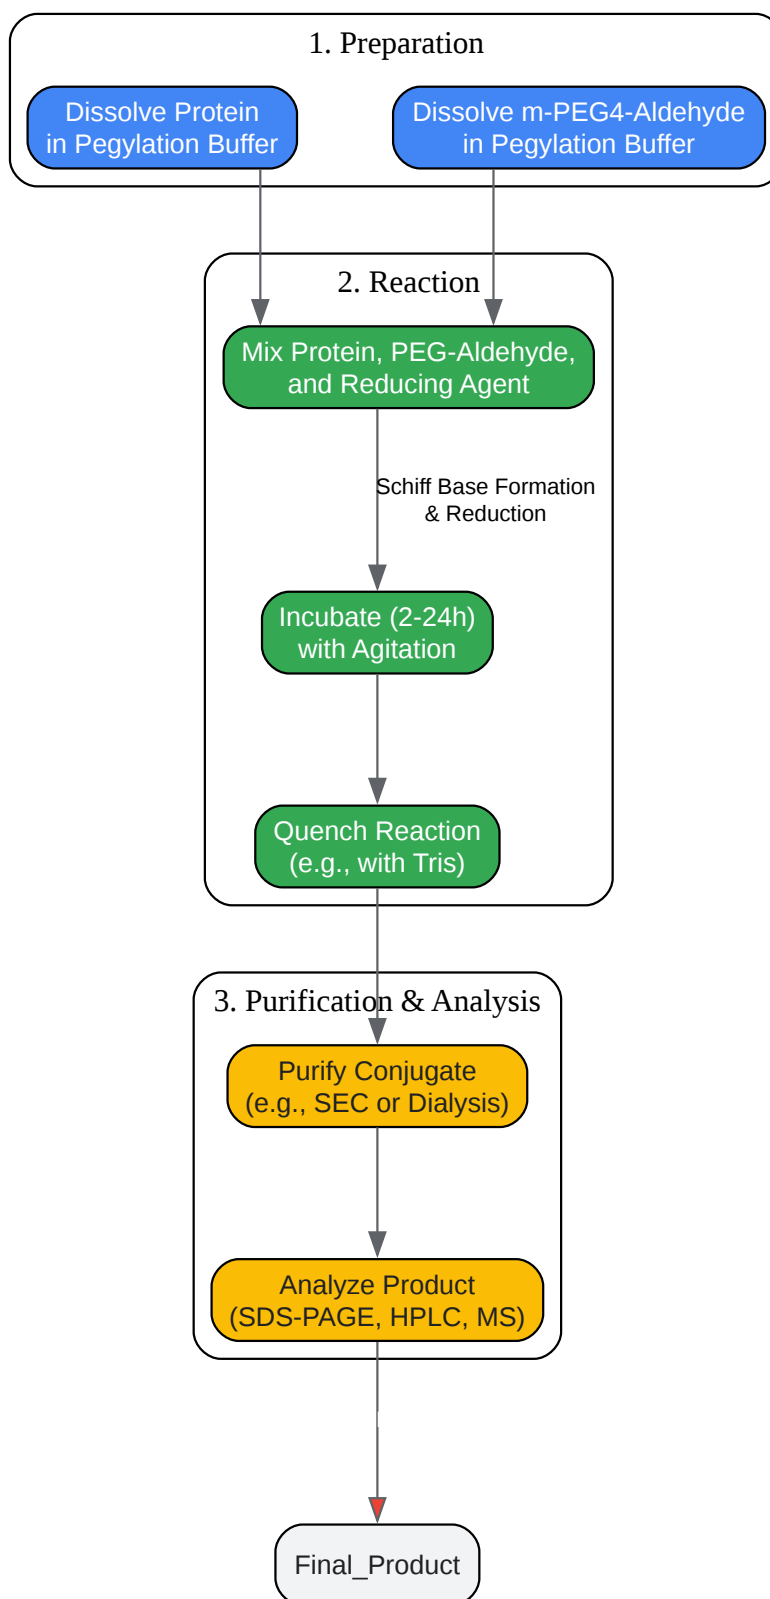 1. Preparation
Dissolve Protein
in Pegylation Buffer
Dissolve m-PEG4-Aldehyde
in Pegylation Buffer
2. Reaction
Mix Protein, PEG-Aldehyde,
and Reducing Agent
Schiff Base Formation
& Reduction
Incubate (2-24h)
with Agitation
Quench Reaction
(e.g., with Tris)
3. Purification & Analysis
Purify Conjugate
(e.g., SEC or Dialysis)
Analyze Product
(SDS-PAGE, HPLC, MS)
Final_Product